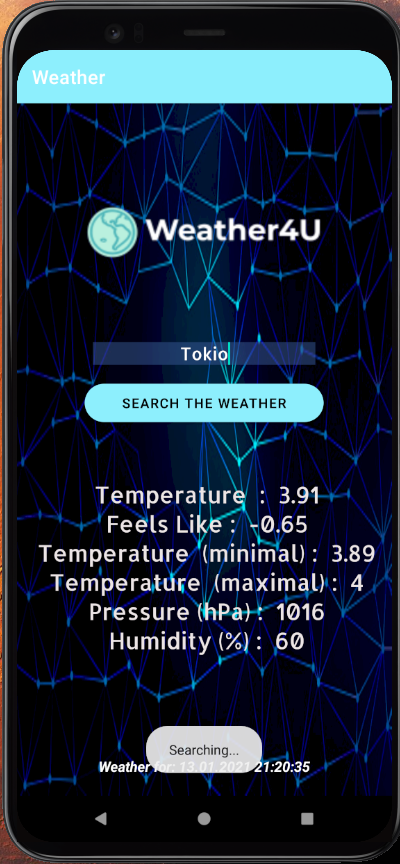 Weather
Weather4U
Tokio
SEARCH THE WEATHER
Temperature : 3.91
Feels Like : -0.65
Temperature (minimal) : 3.89
Temperature (maximal) : 4
Pressure (hPa) : 1016
Humidity (%) : 60
Searching...
Weather for: 13.01.2021 21:20:35